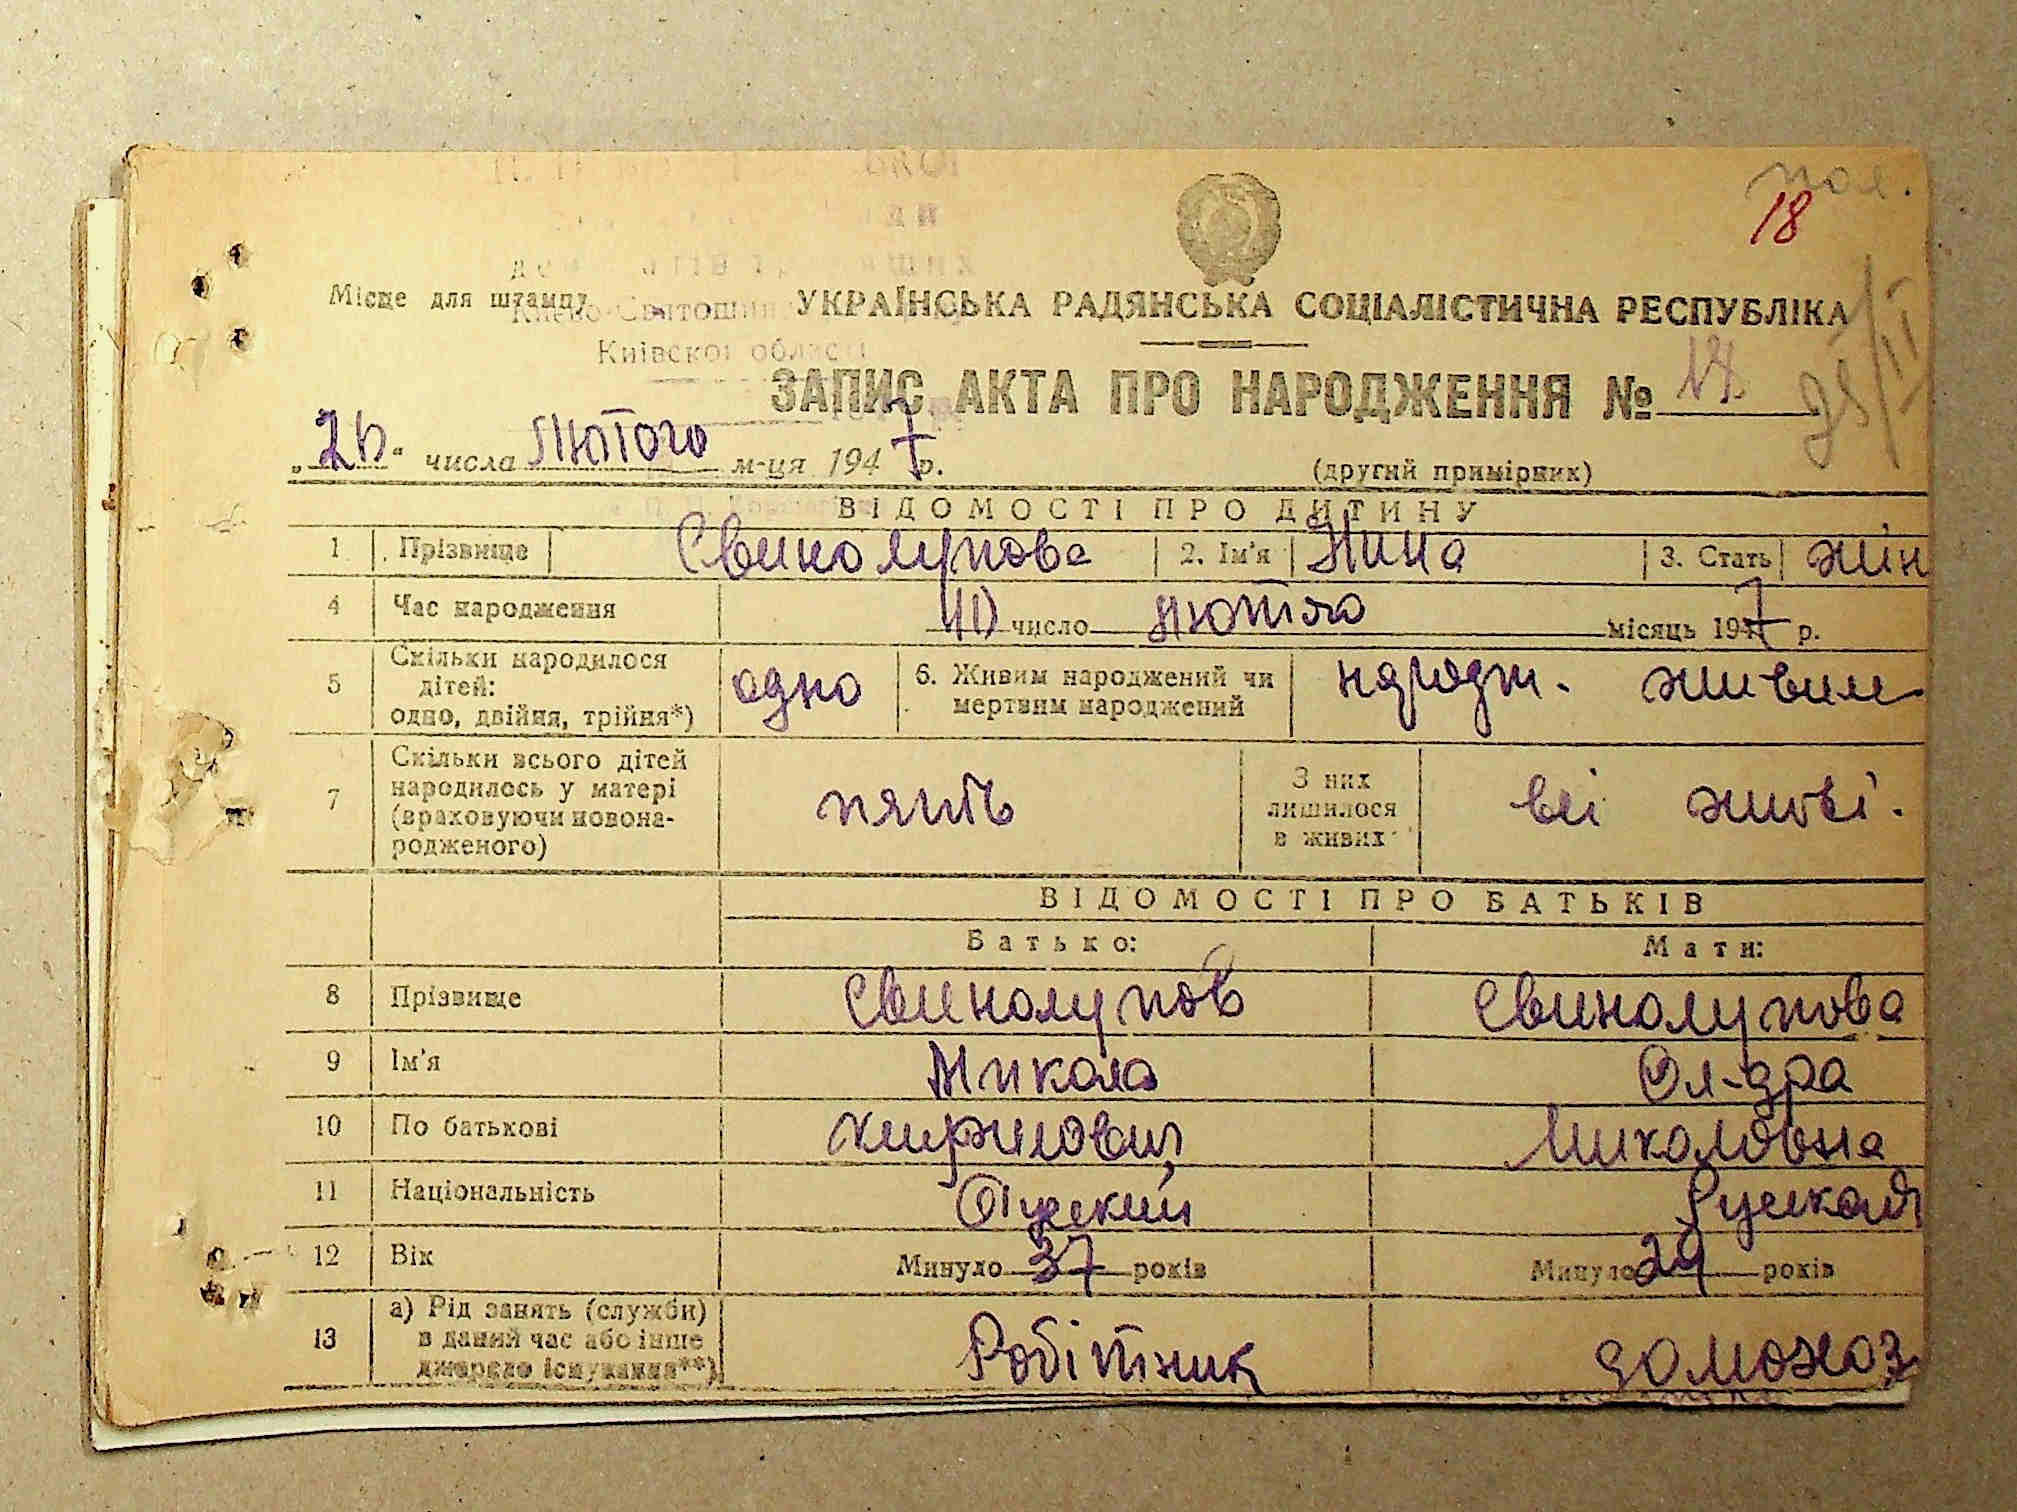 18
Місце для штампу
УКРАЇНСЬКА РАДЯНСЬКА СОЦІАЛІСТИЧНА РЕСПУБЛІКА
Київської області
ЗАПИС АКТА ПРО НАРОДЖЕННЯ № 17
числа лютого м-ця 1947 р.
(другий примірник)
ВІДОМОСТІ ПРО ДИТИНУ
1 Прізвище Свинолупова 2. Ім'я Нина 3. Стать жін
4 Час народження число лютого місяць 1947 р.
5 Скільки народилося дітей: одно, двійня, трійня*) одно 6. Живим народжений чи мертвим народжений народж. живим
7 Скільки всього дітей народилось у матері (враховуючи новонародженого) пять З них лишилося в живих всі живі.
ВІДОМОСТІ ПРО БАТЬКІВ
Батько: Мати:
8 Прізвище Свинолупов Свинолупова
9 Ім'я Микола Ол-дра
10 По батькові Кирилович Миколовна
11 Національність Руський Руская
12 Вік Минуло 37 років Минуло 29 років
13 а) Рід занять (служби) в даний час або інше джерело існування**) Робітник домохоз